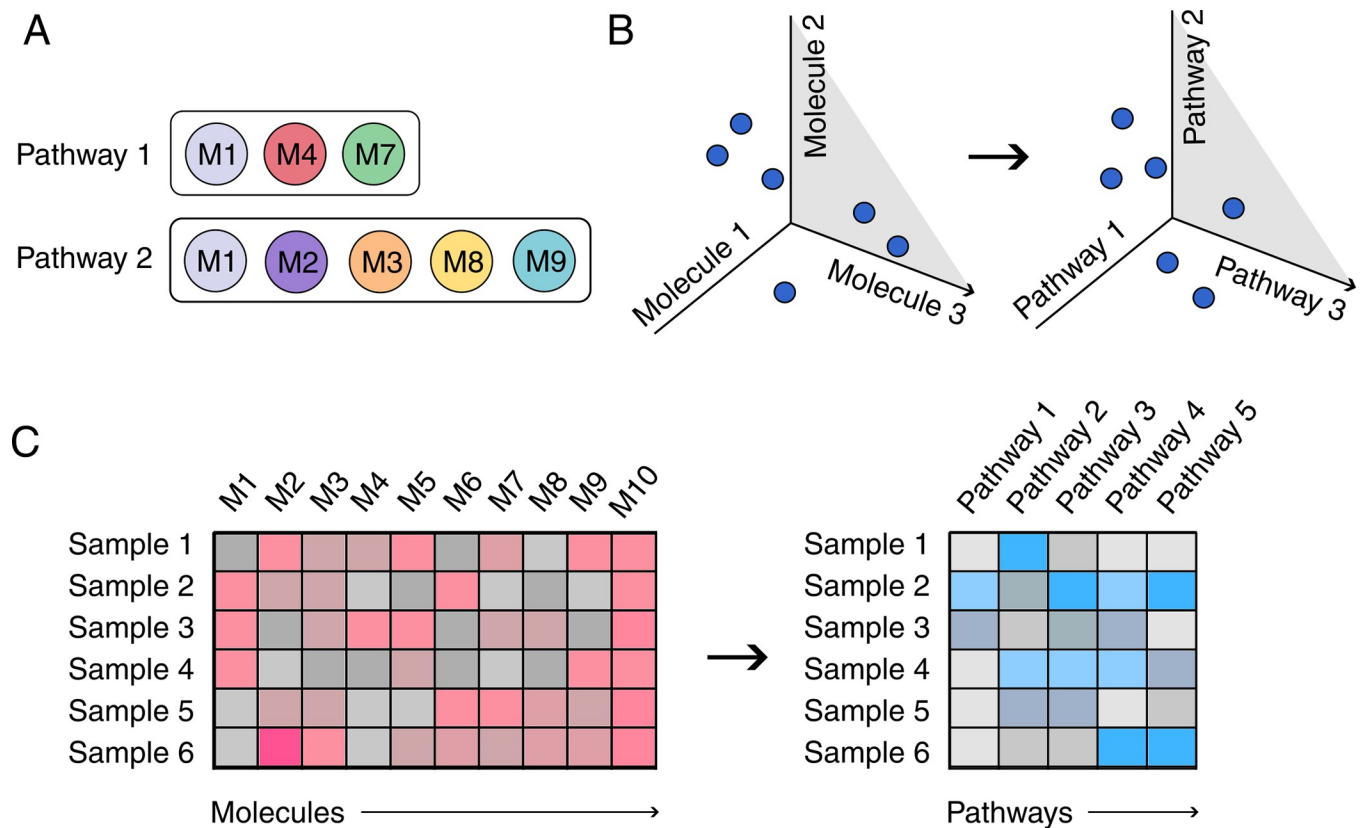 A
Pathway 1 M1 M4 M7
Pathway 2 M1 M2 M3 M8 M9
B
Molecule 1
Molecule 2
Molecule 3
Pathway 1
Pathway 2
Pathway 3
C
M1 M2 M3 M4 M5 M6 M7 M8 M9 M10
Sample 1
Sample 2
Sample 3
Sample 4
Sample 5
Sample 6
Molecules
Pathway 1 Pathway 2 Pathway 3 Pathway 4 Pathway 5
Sample 1
Sample 2
Sample 3
Sample 4
Sample 5
Sample 6
Pathways